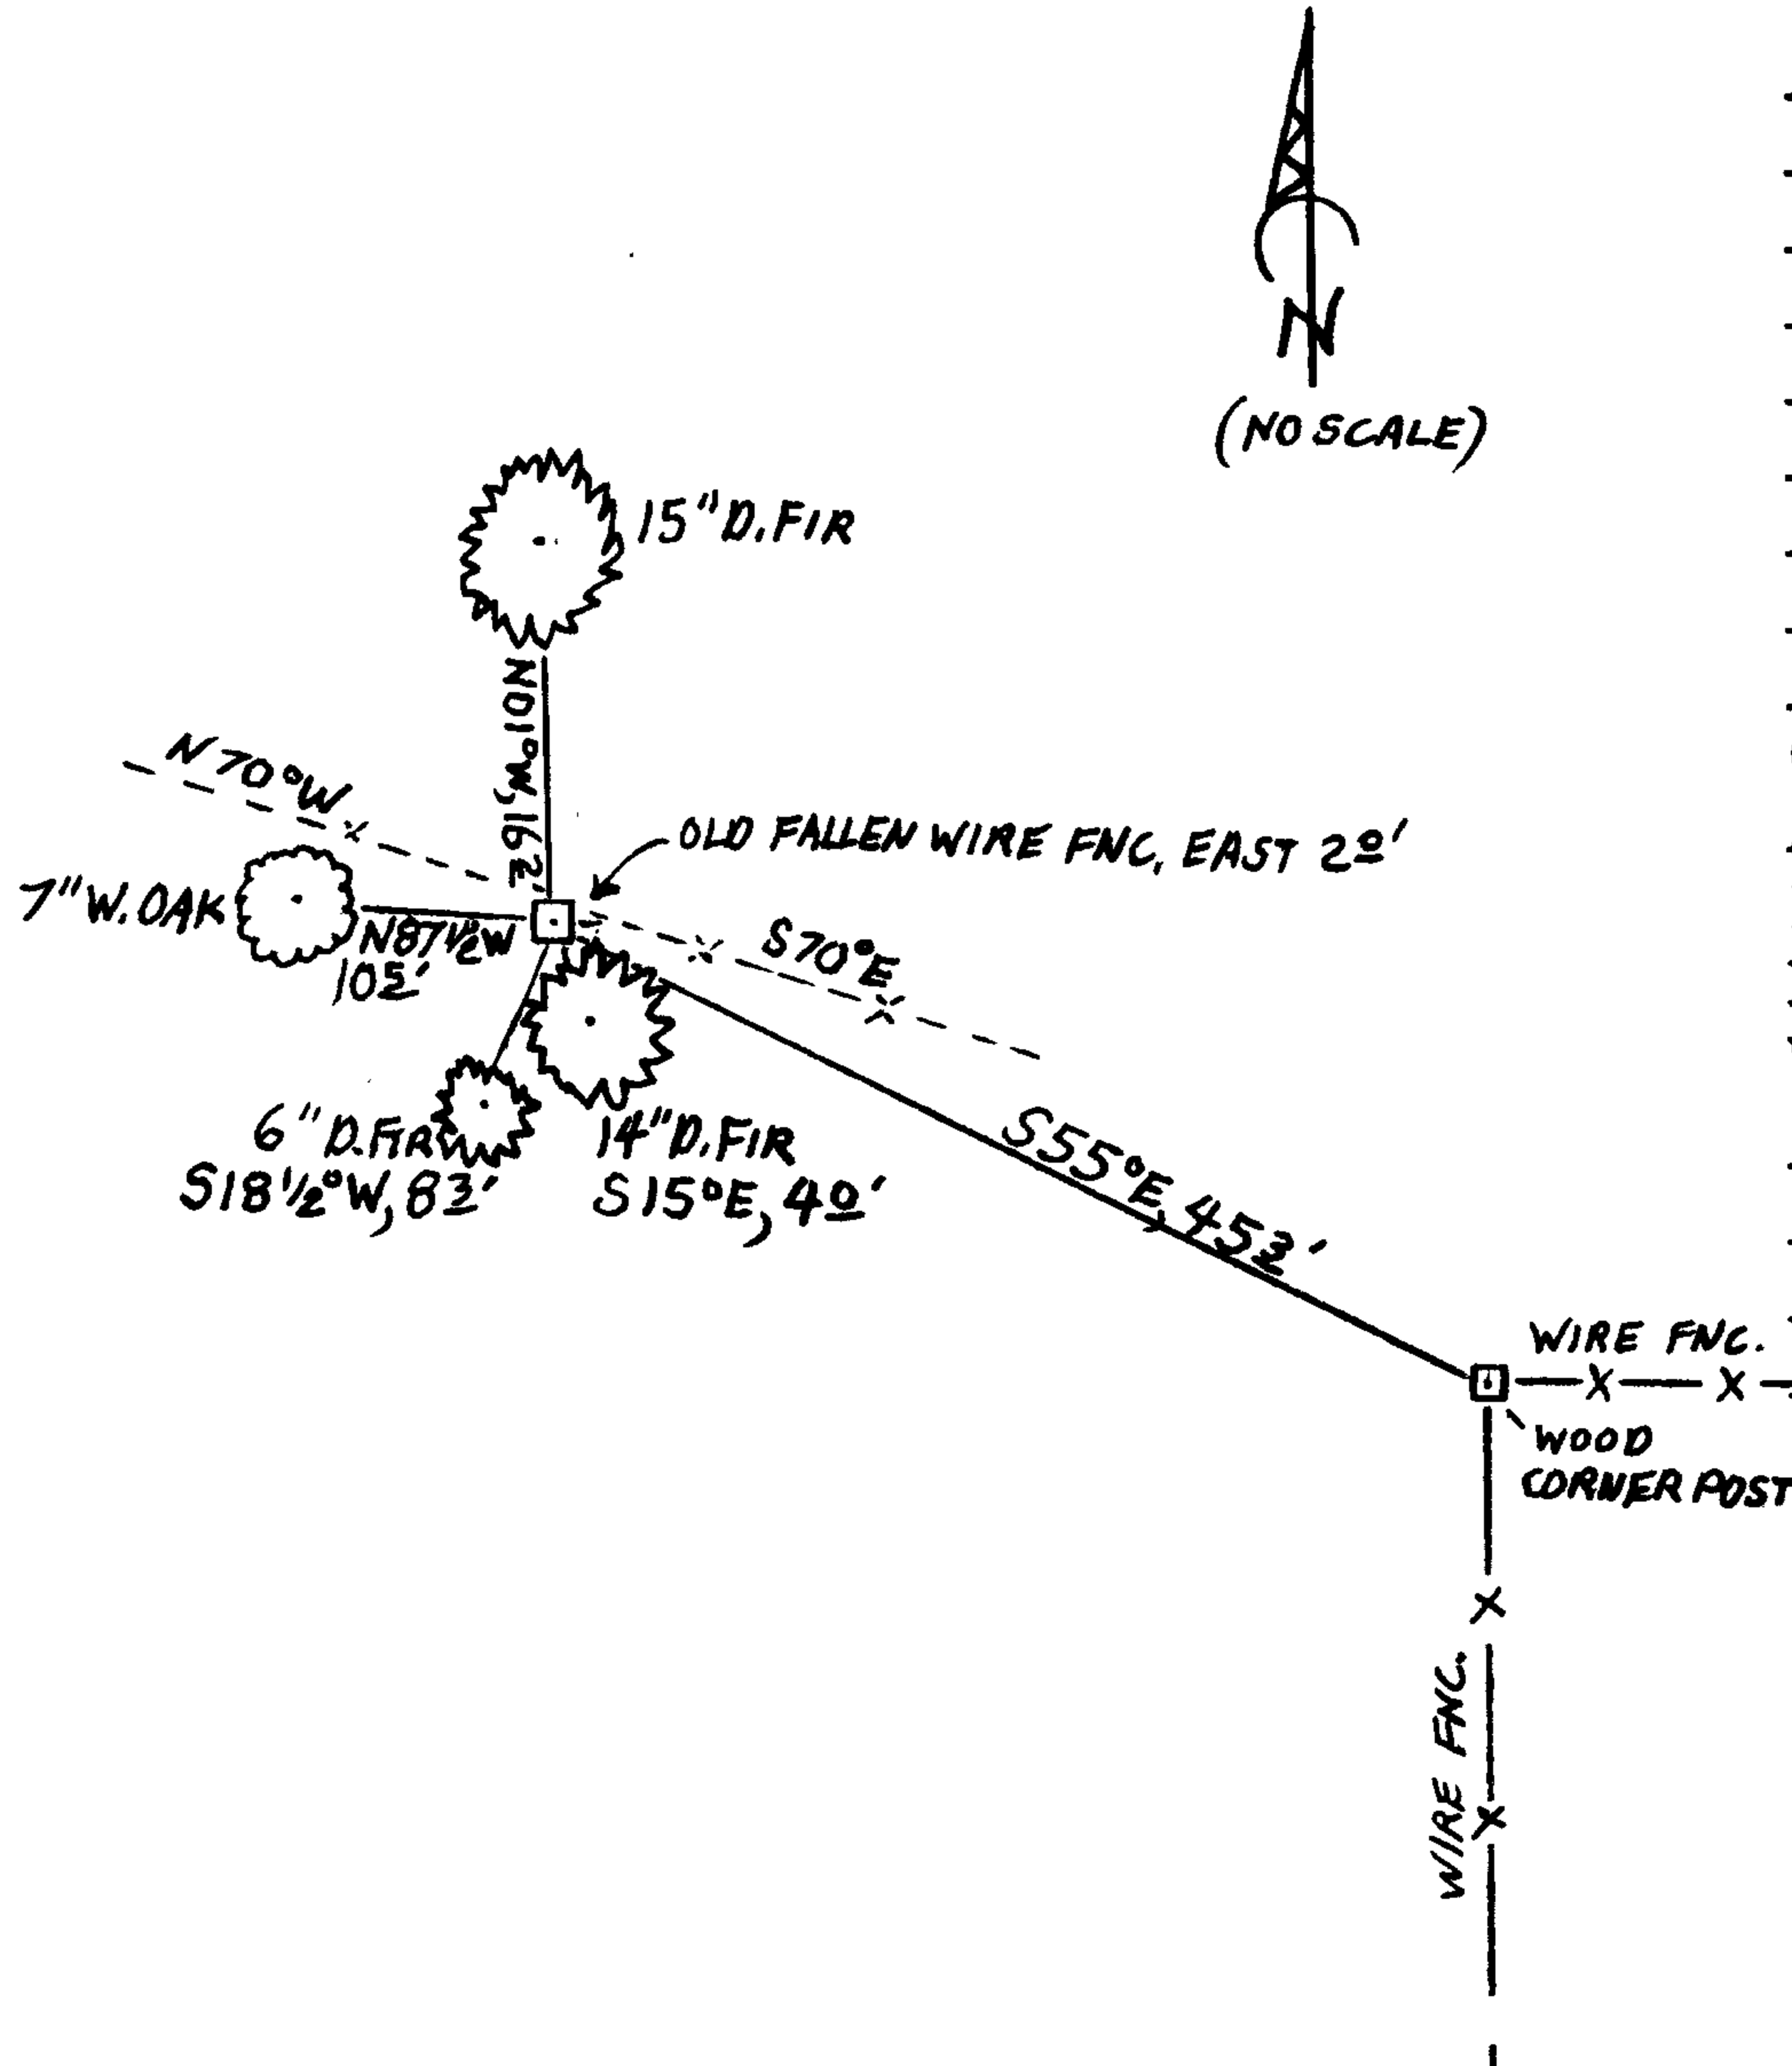 N
(NO SCALE)
15"D.FIR
N01°W, 16<u>2</u>'
N70°W
OLD FALLEN WIRE FNC, EAST 2<u>0</u>'
7"W.OAK
N87½W
10<u>5</u>'
S70°E
6"D.FIR
S18½°W, 8<u>3</u>'
14"D.FIR
S15°E, 4<u>0</u>'
S55°E, 45<u>3</u>'
WIRE FNC.
WOOD
CORNER POST
WIRE FNC.